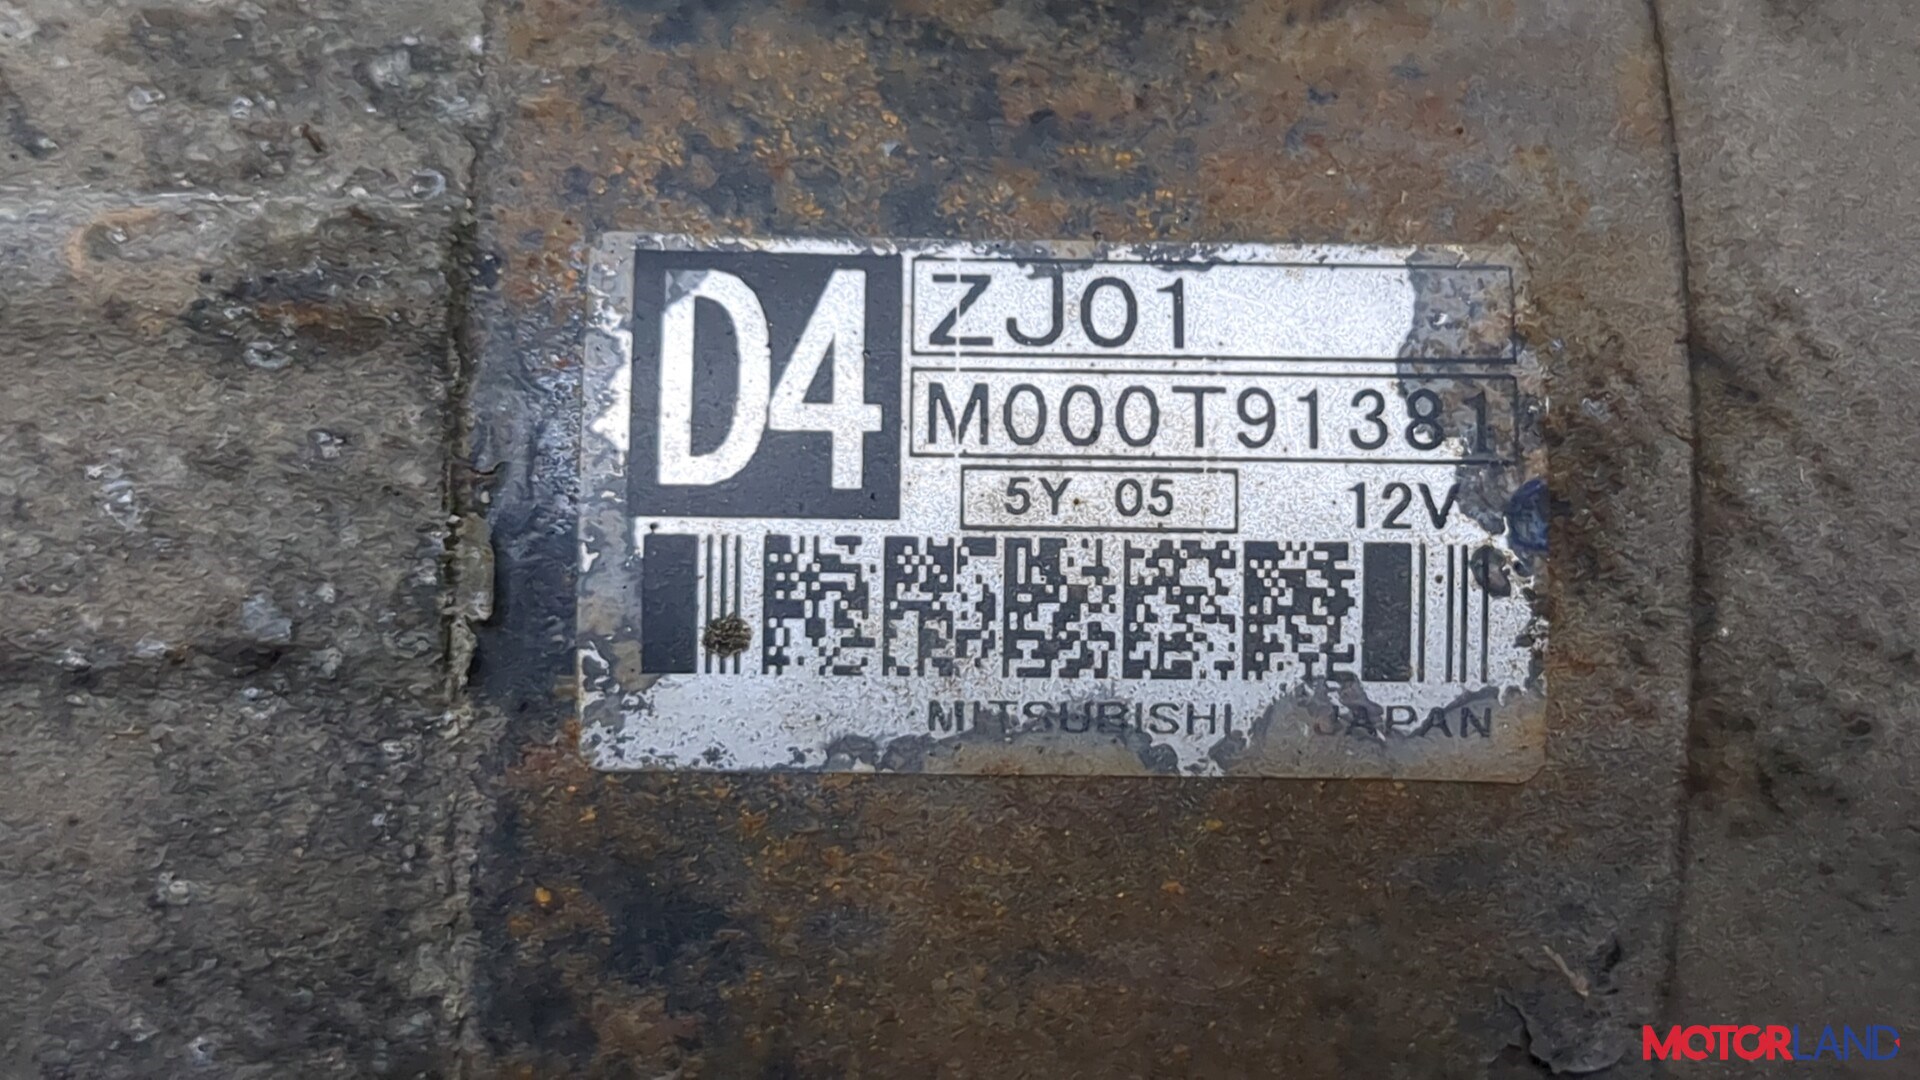 D4
ZJ01
M000T91381
5Y 05
12V
MITSUBISHI JAPAN
MOTORLAND